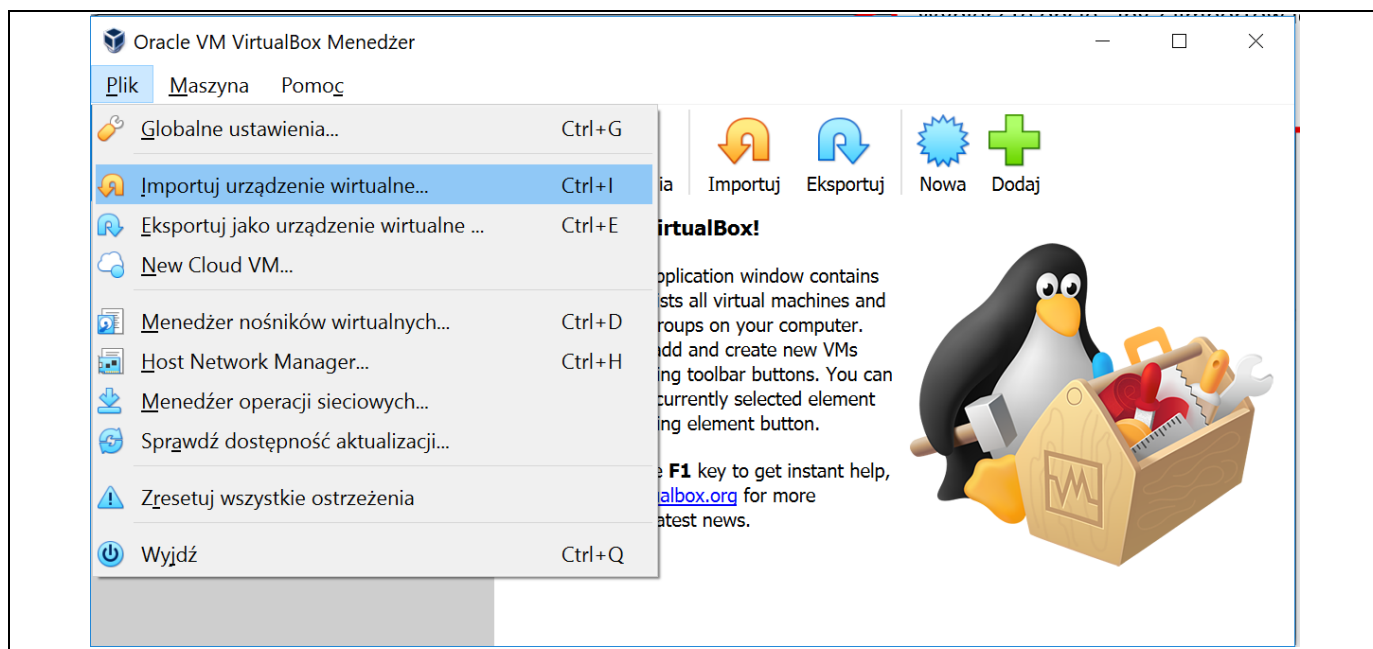 Oracle VM VirtualBox Menedżer
Plik Maszyna Pomoc
Globalne ustawienia... Ctrl+G
Importuj urządzenie wirtualne... Ctrl+I
Eksportuj jako urządzenie wirtualne ... Ctrl+E
New Cloud VM...
Menedżer nośników wirtualnych... Ctrl+D
Host Network Manager... Ctrl+H
Menedźer operacji sieciowych...
Sprawdź dostępność aktualizacji...
Zresetuj wszystkie ostrzeżenia
Wyjdź Ctrl+Q
ia Importuj Eksportuj Nowa Dodaj
irtualBox!
pplication window contains
sts all virtual machines and
roups on your computer.
add and create new VMs
ing toolbar buttons. You can
currently selected element
ing element button.
e F1 key to get instant help,
ualbox.org for more
atest news.